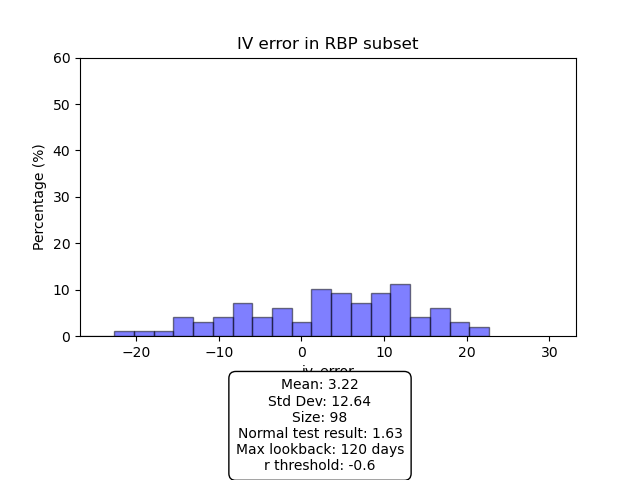 IV error in RBP subset
60
50
40
30
20
10
0
Percentage (%)
−20
−10
0
10
20
30
iv_error
Mean: 3.22
Std Dev: 12.64
Size: 98
Normal test result: 1.63
Max lookback: 120 days
r threshold: -0.6